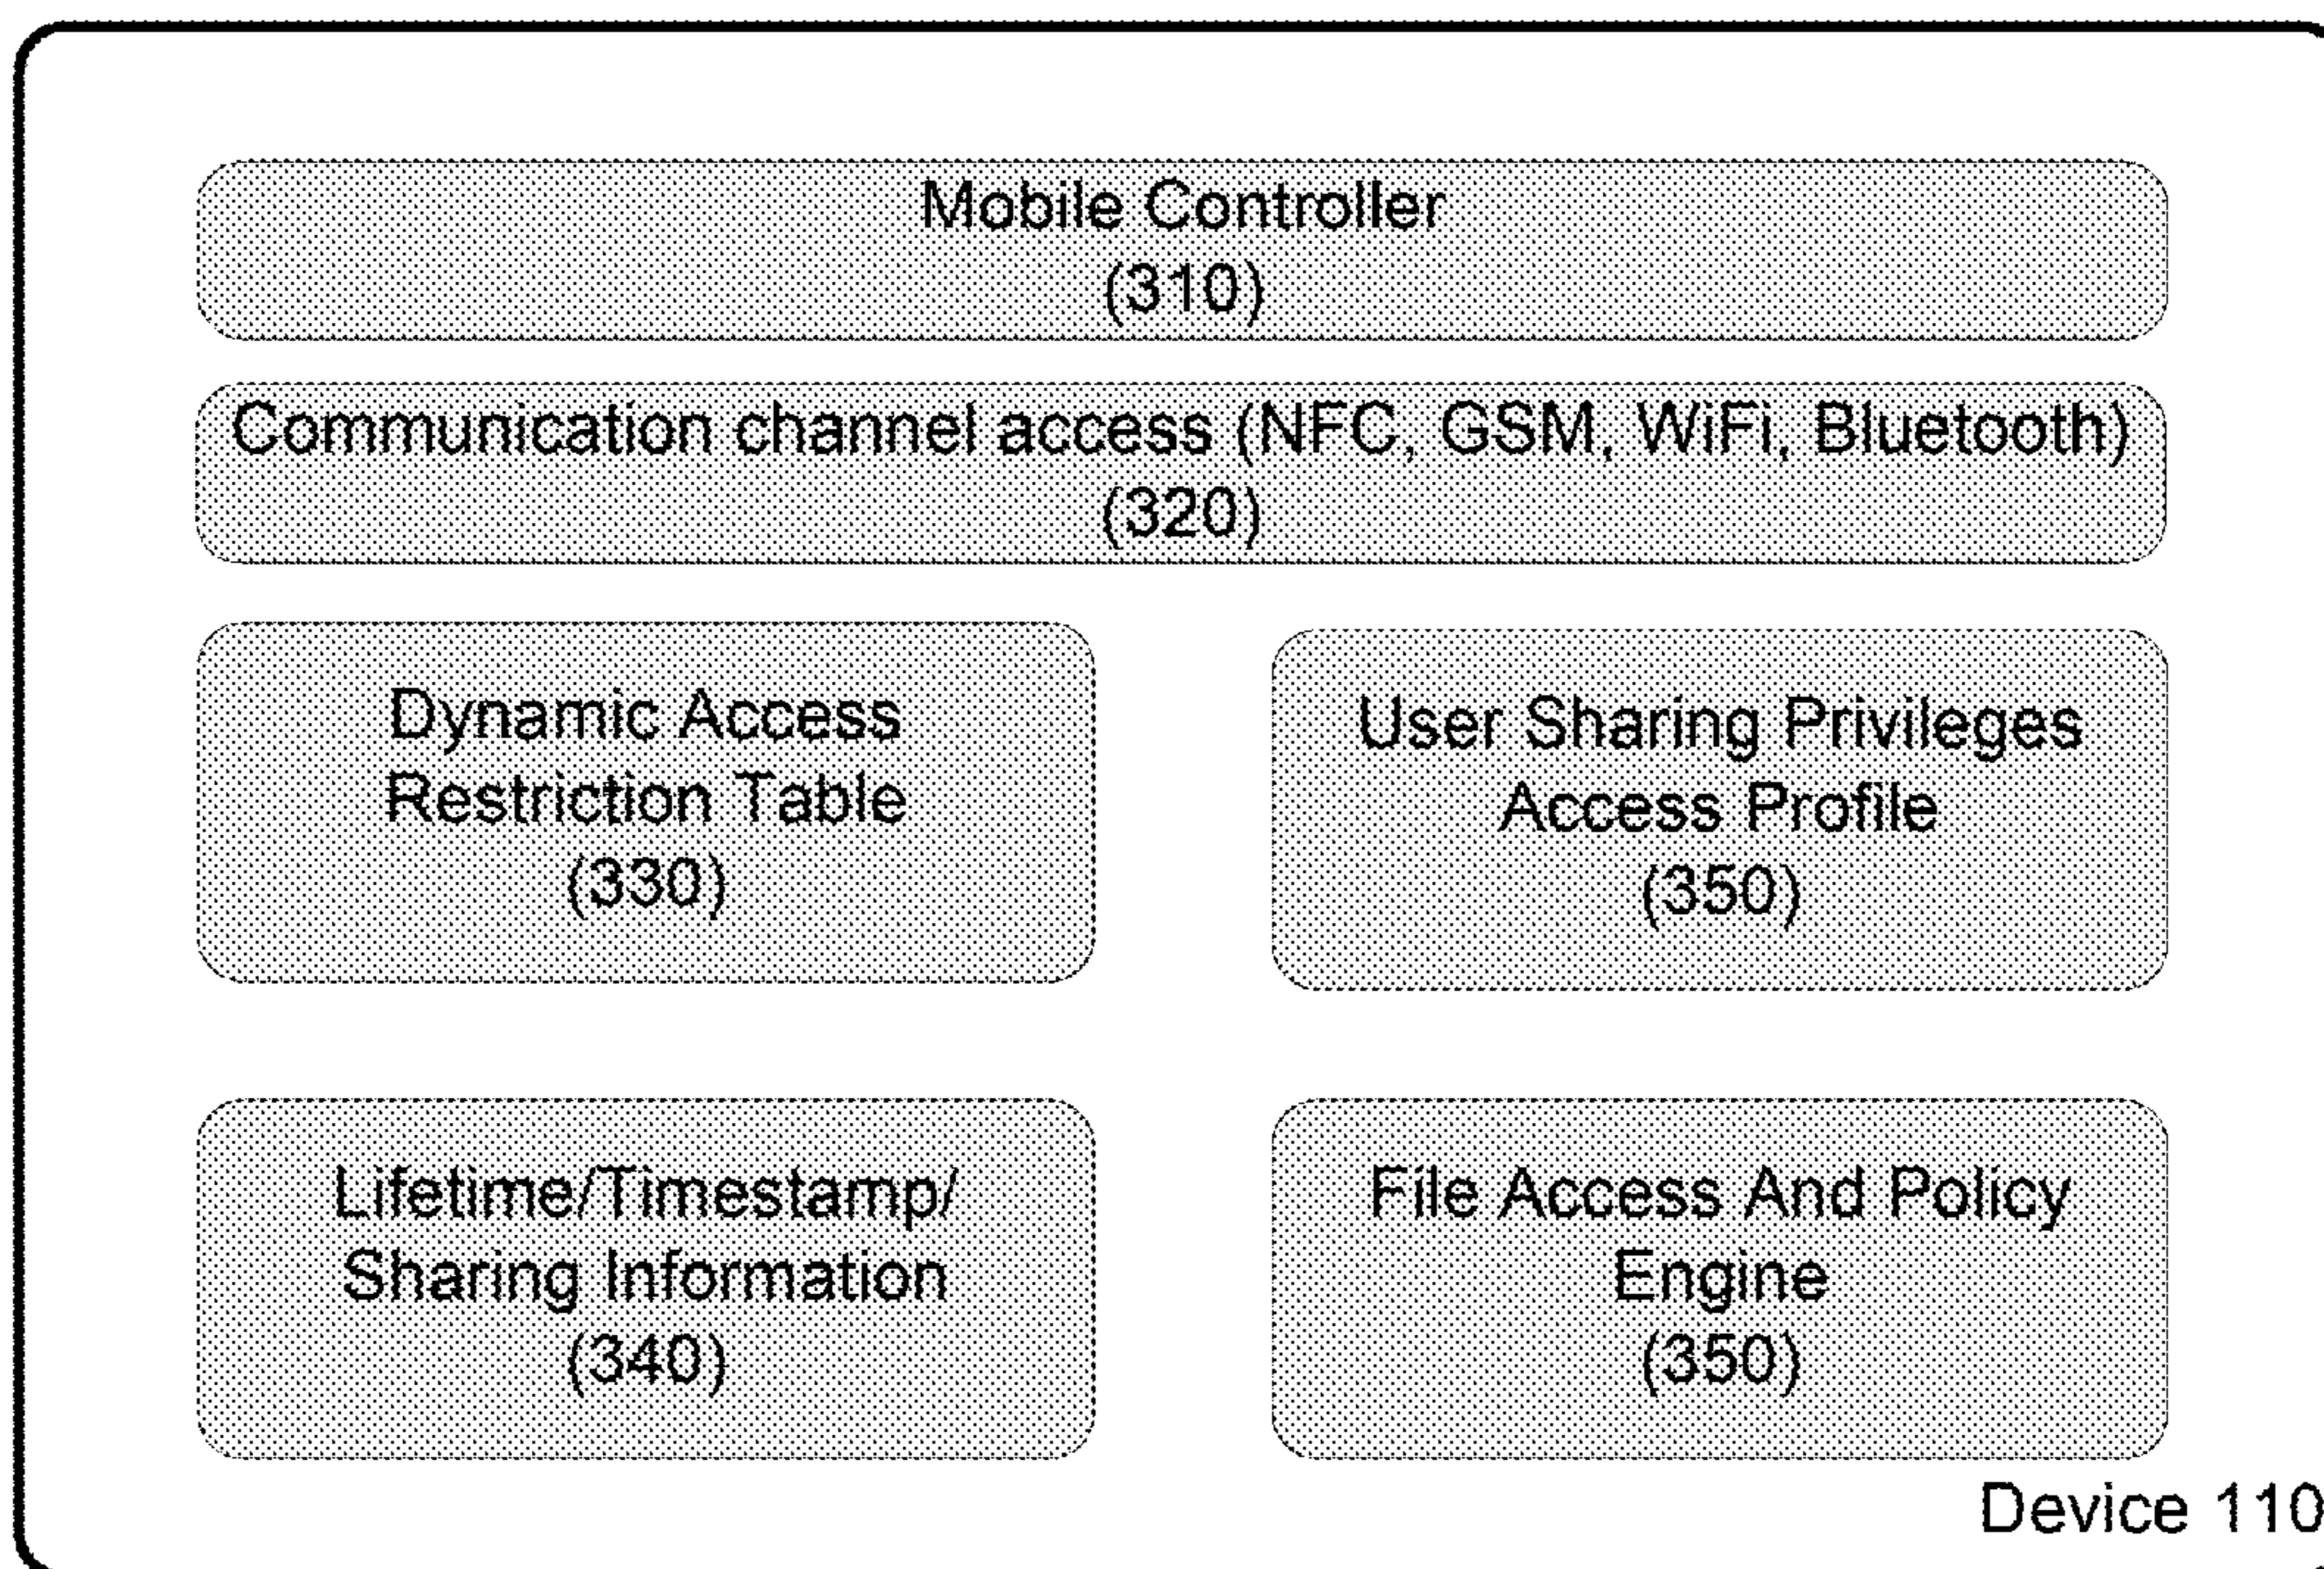 Mobile Controller
(310)
Communication channel access (NFC, GSM, WiFi, Bluetooth)
(320)
Dynamic Access
Restriction Table
(330)
User Sharing Privileges
Access Profile
(350)
Lifetime/Timestamp/
Sharing Information
(340)
File Access And Policy
Engine
(350)
Device 110